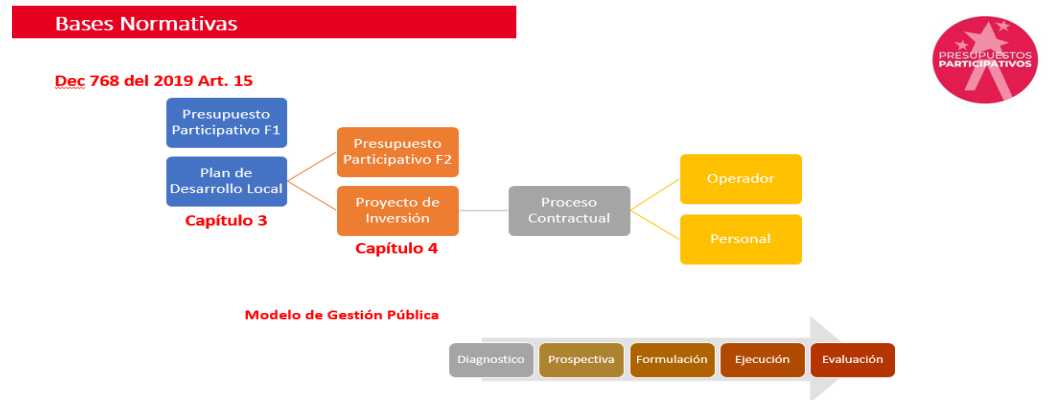 Bases Normativas
PRESUPUESTOS
PARTICIPATIVOS
Dec 768 del 2019 Art. 15
Presupuesto
Participativo F1
Plan de
Desarrollo Local
Capítulo 3
Presupuesto
Participativo F2
Proyecto de
Inversión
Capítulo 4
Proceso
Contractual
Operador
Personal
Modelo de Gestión Pública
Diagnostico
Prospectiva
Formulación
Ejecución
Evaluación